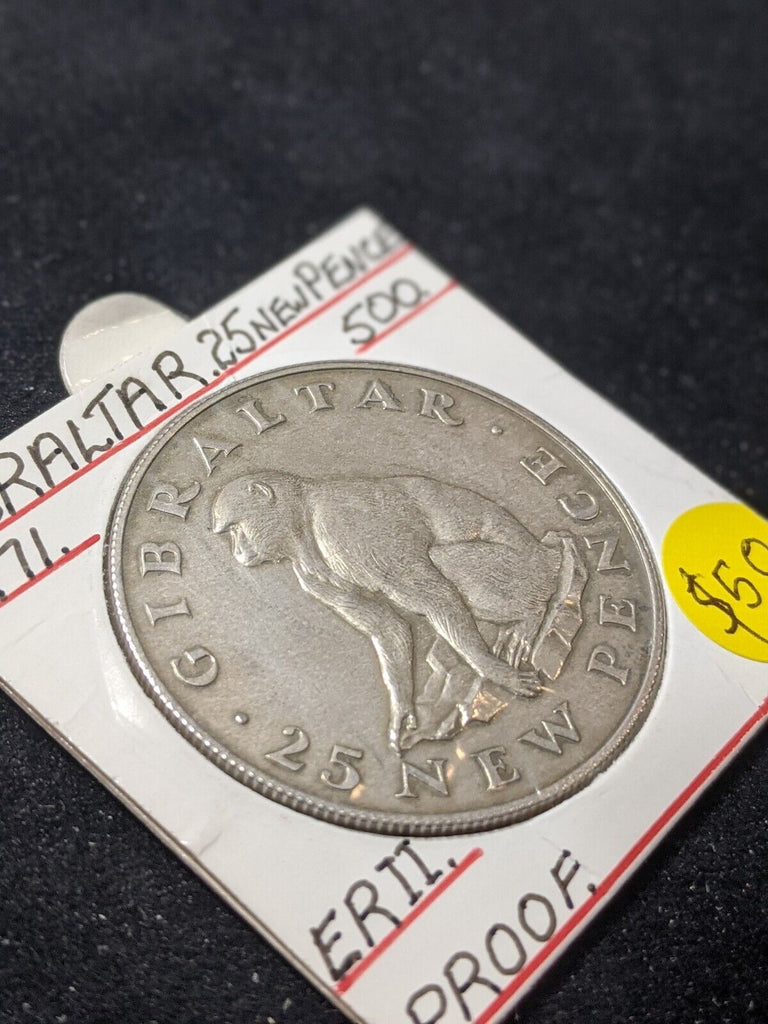 RALTAR. 25 NEW PENCE
71. 500.
GIBRALTAR · 25 NEW PENCE ·
$50
ERII.
PROOF.